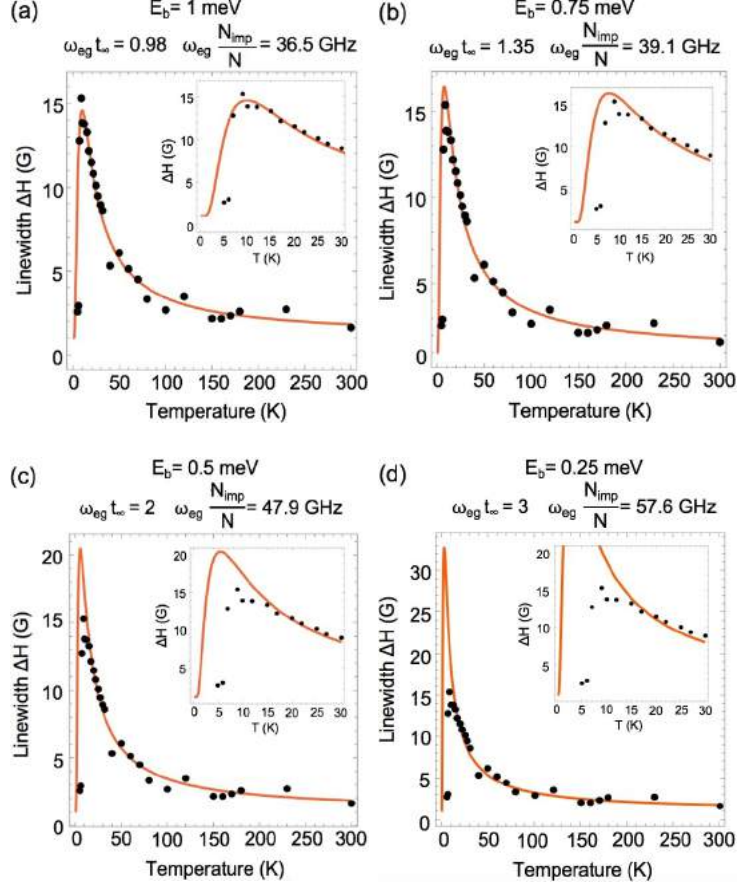 (a)
E_b= 1 meV
ω_eg t_∞ = 0.98 ω_eg N_imp/N = 36.5 GHz
Linewidth ΔH (G)
15
10
5
0
0 50 100 150 200 250 300
Temperature (K)
ΔH (G)
15
10
5
0
0 5 10 15 20 25 30
T (K)
(b)
E_b= 0.75 meV
ω_eg t_∞ = 1.35 ω_eg N_imp/N = 39.1 GHz
Linewidth ΔH (G)
15
10
5
0
0 50 100 150 200 250 300
Temperature (K)
ΔH (G)
15
10
5
0 5 10 15 20 25 30
T (K)
(c)
E_b= 0.5 meV
ω_eg t_∞ = 2 ω_eg N_imp/N = 47.9 GHz
Linewidth ΔH (G)
20
15
10
5
0
0 50 100 150 200 250 300
Temperature (K)
ΔH (G)
20
15
10
5
0 5 10 15 20 25 30
T (K)
(d)
E_b= 0.25 meV
ω_eg t_∞ = 3 ω_eg N_imp/N = 57.6 GHz
Linewidth ΔH (G)
30
25
20
15
10
5
0
0 50 100 150 200 250 300
Temperature (K)
ΔH (G)
20
15
10
5
0 5 10 15 20 25 30
T (K)